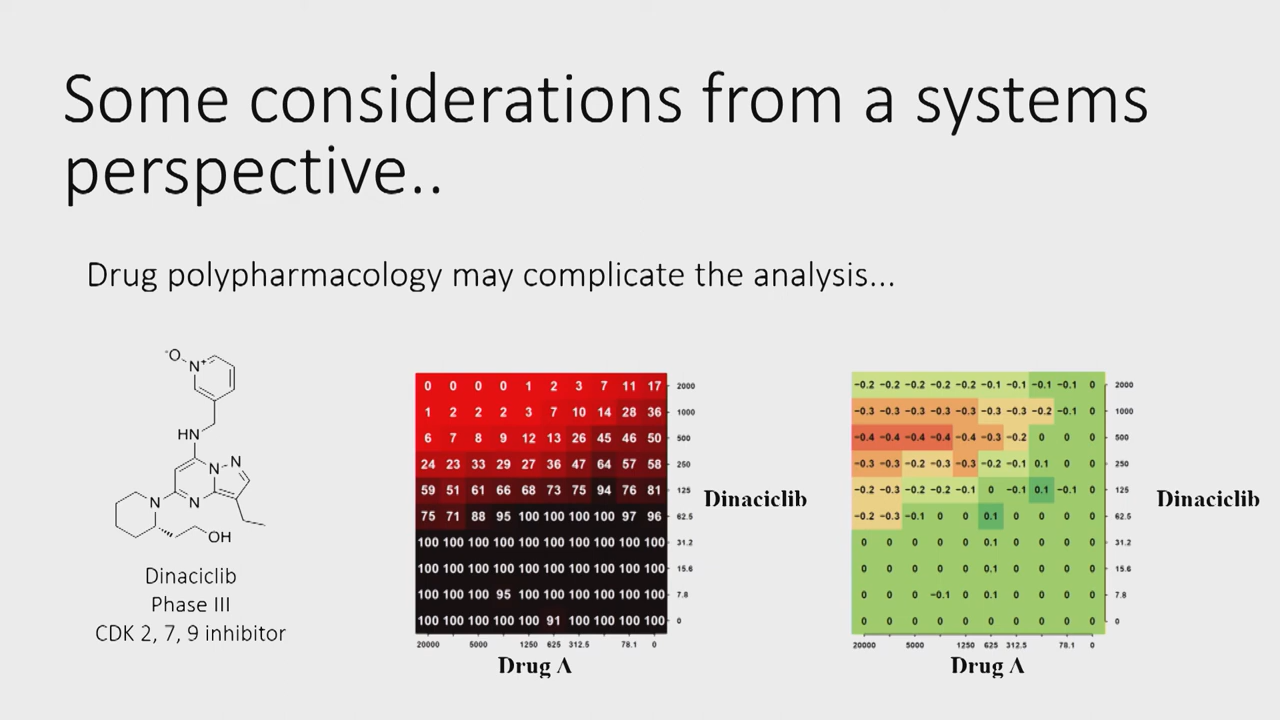 Some considerations from a systems
perspective..
Drug polypharmacology may complicate the analysis...
-O
N+
HN
N
N
N
N
N
OH
Dinaciclib
Phase III
CDK 2, 7, 9 inhibitor
0 0 0 0 1 2 3 7 11 17 2000
1 2 2 2 3 7 10 14 28 36 1000
6 7 8 9 12 13 26 45 46 50 500
24 23 33 29 27 36 47 64 57 58 250
59 51 61 66 68 73 75 94 76 81 125
75 71 88 95 100 100 100 100 97 96 62.5
100 100 100 100 100 100 100 100 100 100 31.2
100 100 100 100 100 100 100 100 100 100 15.6
100 100 100 95 100 100 100 100 100 100 7.8
100 100 100 100 100 91 100 100 100 100 0
20000 5000 1250 625 312.5 78.1 0
Drug A
Dinaciclib
-0.2 -0.2 -0.2 -0.2 -0.2 -0.1 -0.1 -0.1 -0.1 0 2000
-0.3 -0.3 -0.3 -0.3 -0.3 -0.3 -0.3 -0.2 -0.1 0 1000
-0.4 -0.4 -0.4 -0.4 -0.4 -0.3 -0.2 0 0 0 500
-0.3 -0.3 -0.2 -0.3 -0.3 -0.2 -0.1 0.1 0 0 250
-0.2 -0.3 -0.2 -0.2 -0.1 0 -0.1 0.1 -0.1 0 125
-0.2 -0.3 -0.1 0 0 0.1 0 0 0 0 62.5
0 0 0 0 0 0.1 0 0 0 0 31.2
0 0 0 0 0 0.1 0 0 0 0 15.6
0 0 0 -0.1 0 0.1 0 0 0 0 7.8
0 0 0 0 0 0 0 0 0 0 0
20000 5000 1250 625 312.5 78.1 0
Drug A
Dinaciclib